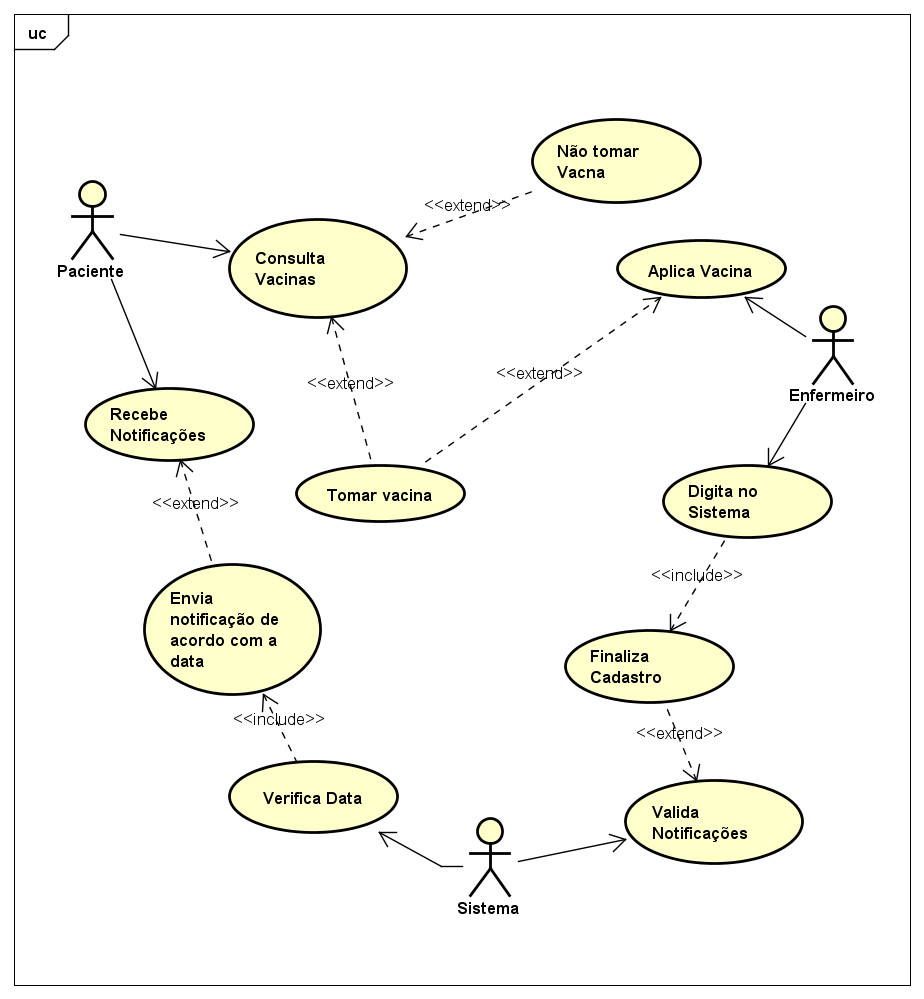 uc
Não tomar
Vacna
<<extend>>
Consulta
Vacinas
Paciente
Aplica Vacina
<<extend>>
<<extend>>
Enfermeiro
Recebe
Notificações
Tomar vacina
Digita no
Sistema
<<extend>>
<<include>>
Envia
notificação de
acordo com a
data
Finaliza
Cadastro
<<include>>
<<extend>>
Verifica Data
Valida
Notificações
Sistema